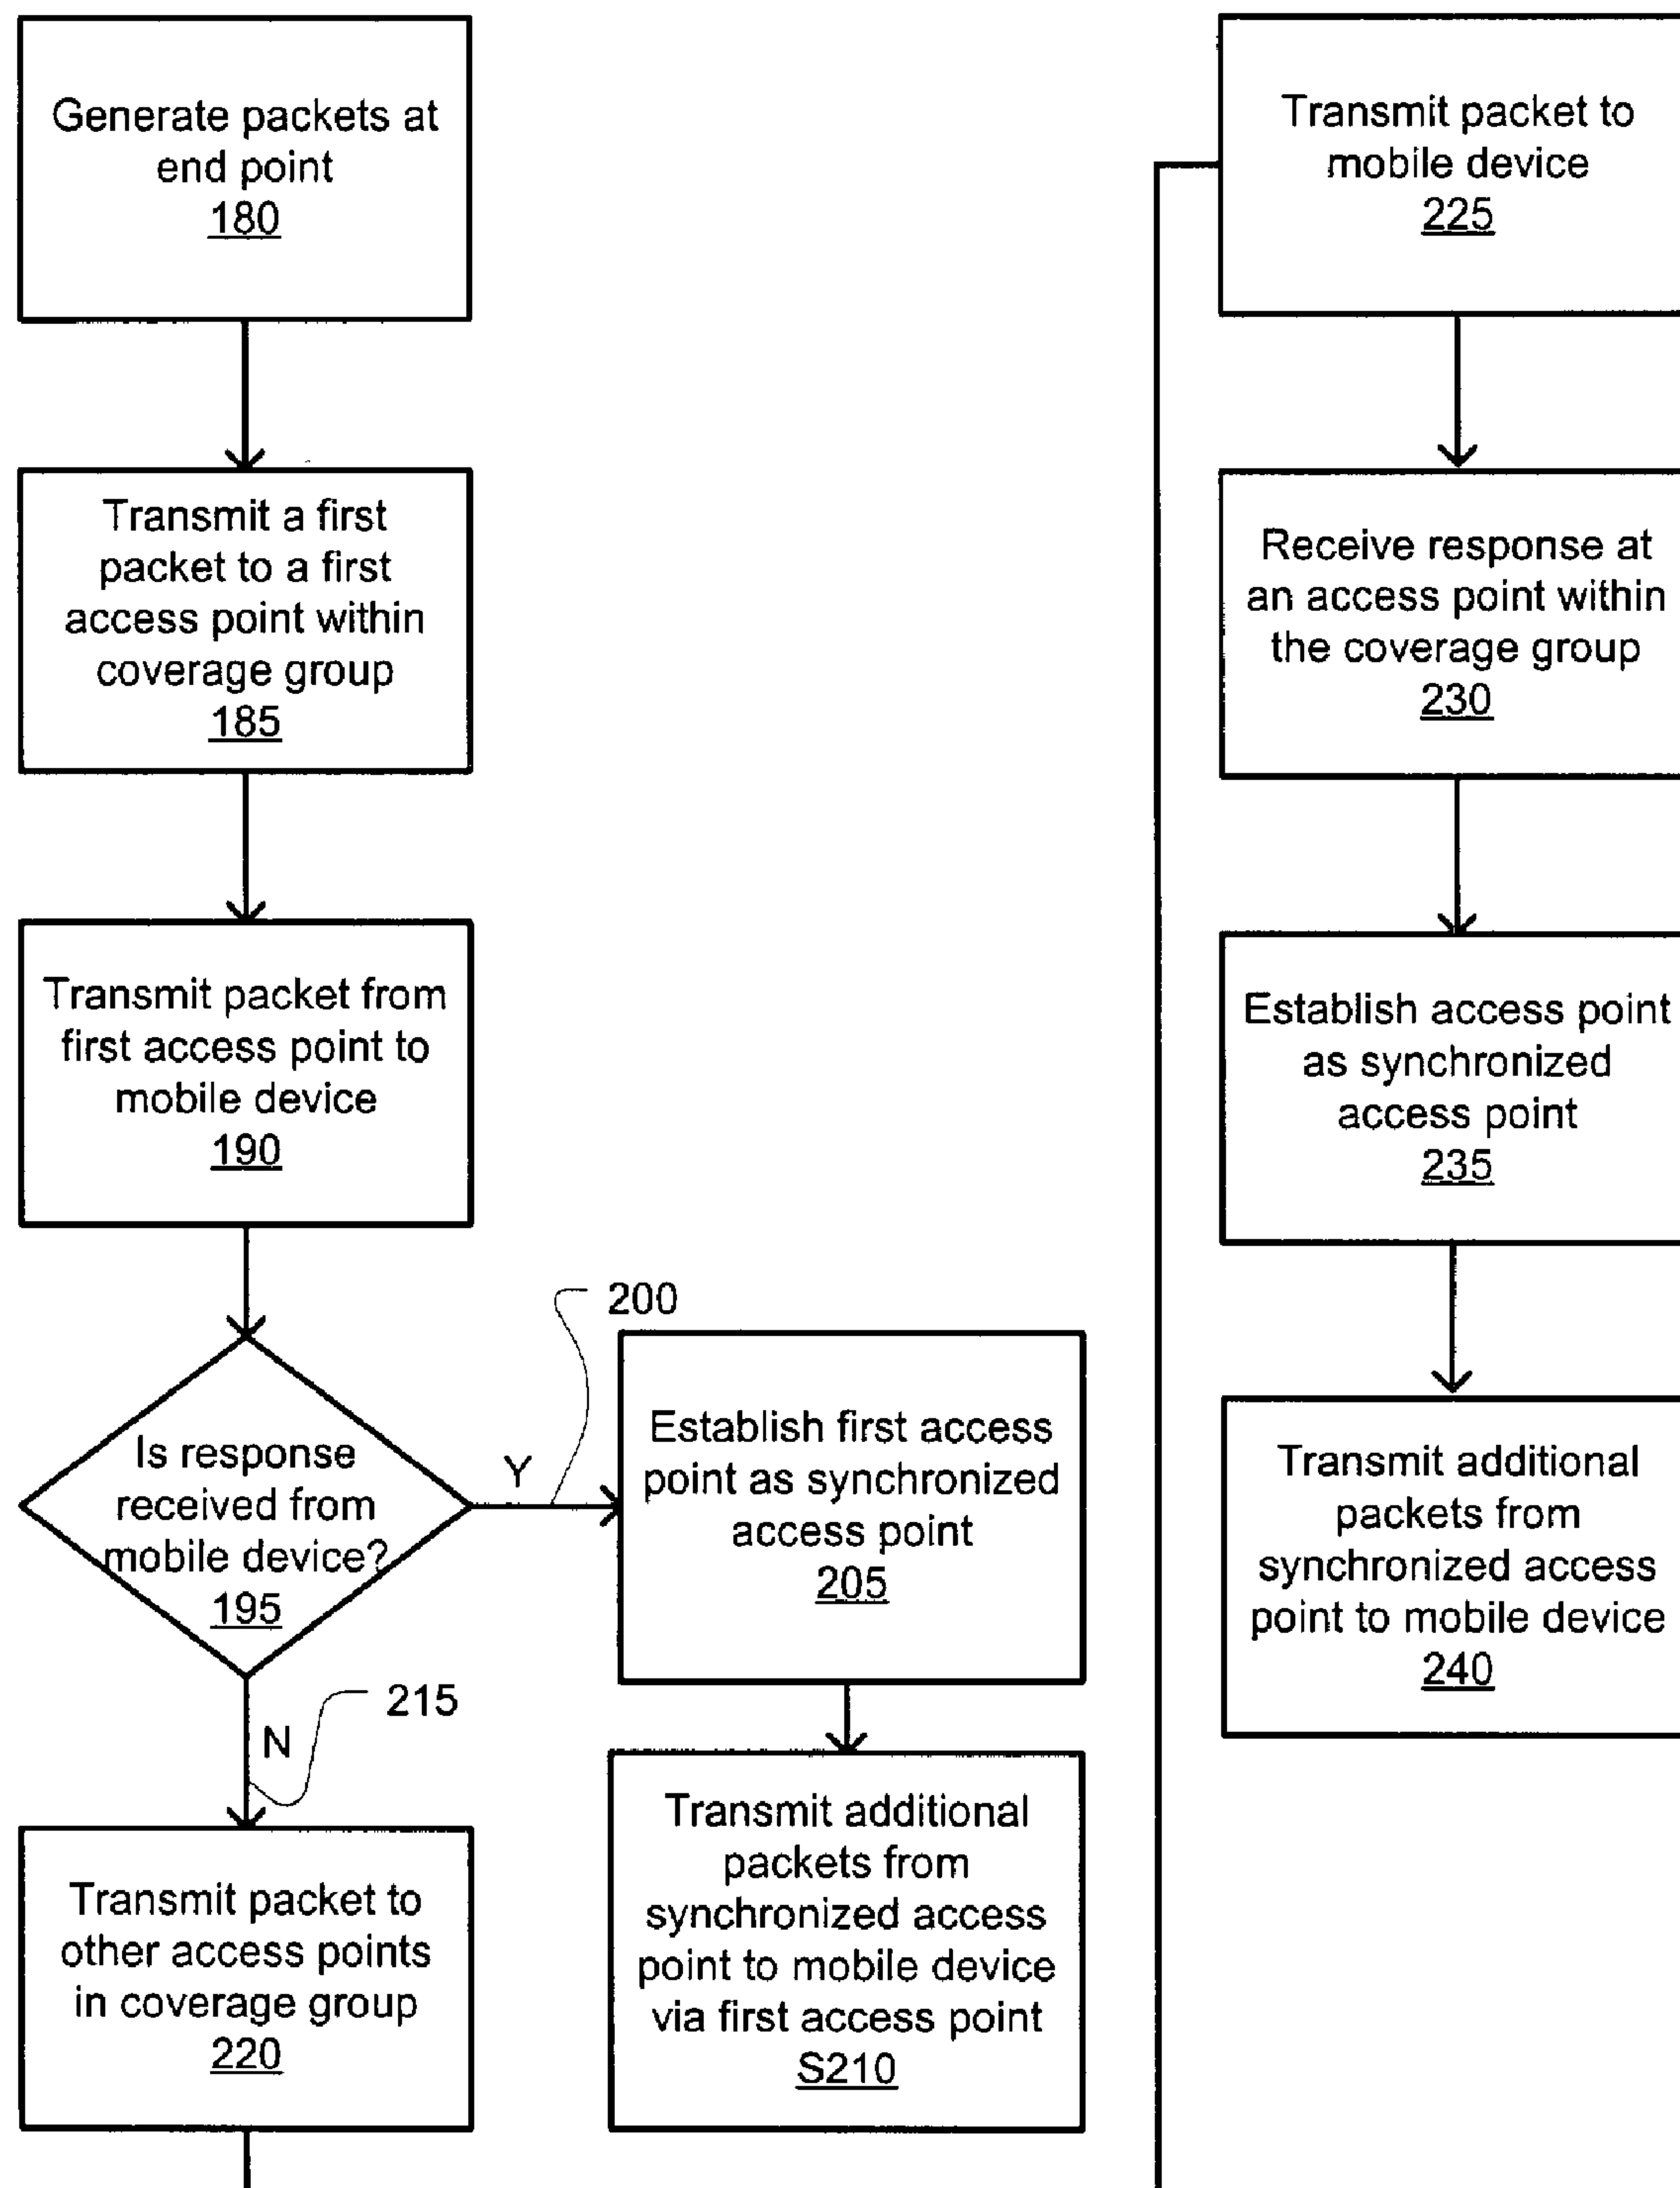 Generate packets at
end point
180
Transmit a first
packet to a first
access point within
coverage group
185
Transmit packet from
first access point to
mobile device
190
Is response
received from
mobile device?
195
Y
200
Establish first access
point as synchronized
access point
205
Transmit additional
packets from
synchronized access
point to mobile device
via first access point
S210
N
215
Transmit packet to
other access points
in coverage group
220
Transmit packet to
mobile device
225
Receive response at
an access point within
the coverage group
230
Establish access point
as synchronized
access point
235
Transmit additional
packets from
synchronized access
point to mobile device
240